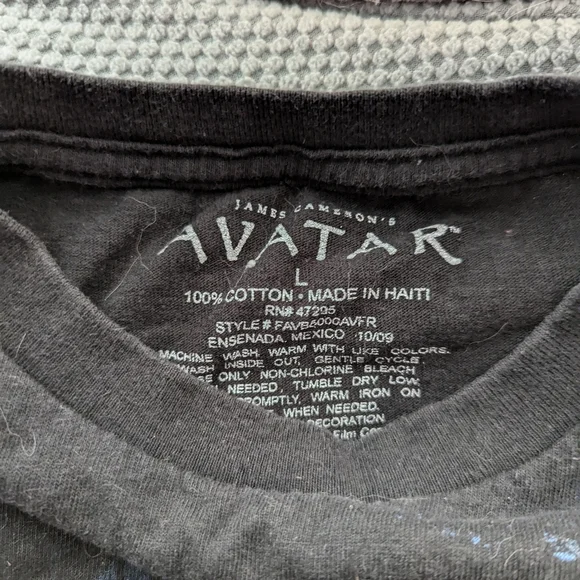 JAMES CAMERON'S
AVATAR™
L
100% COTTON • MADE IN HAITI
RN# 47295
ENSENADA, MEXICO 10/09
MACHINE WASH WARM WITH LIKE COLORS,
WASH INSIDE OUT, GENTLE CYCLE
ONLY NON-CHLORINE BLEACH
NEEDED, TUMBLE DRY LOW.
WARM IRON ON
WHEN NEEDED.
DECORATION
Film